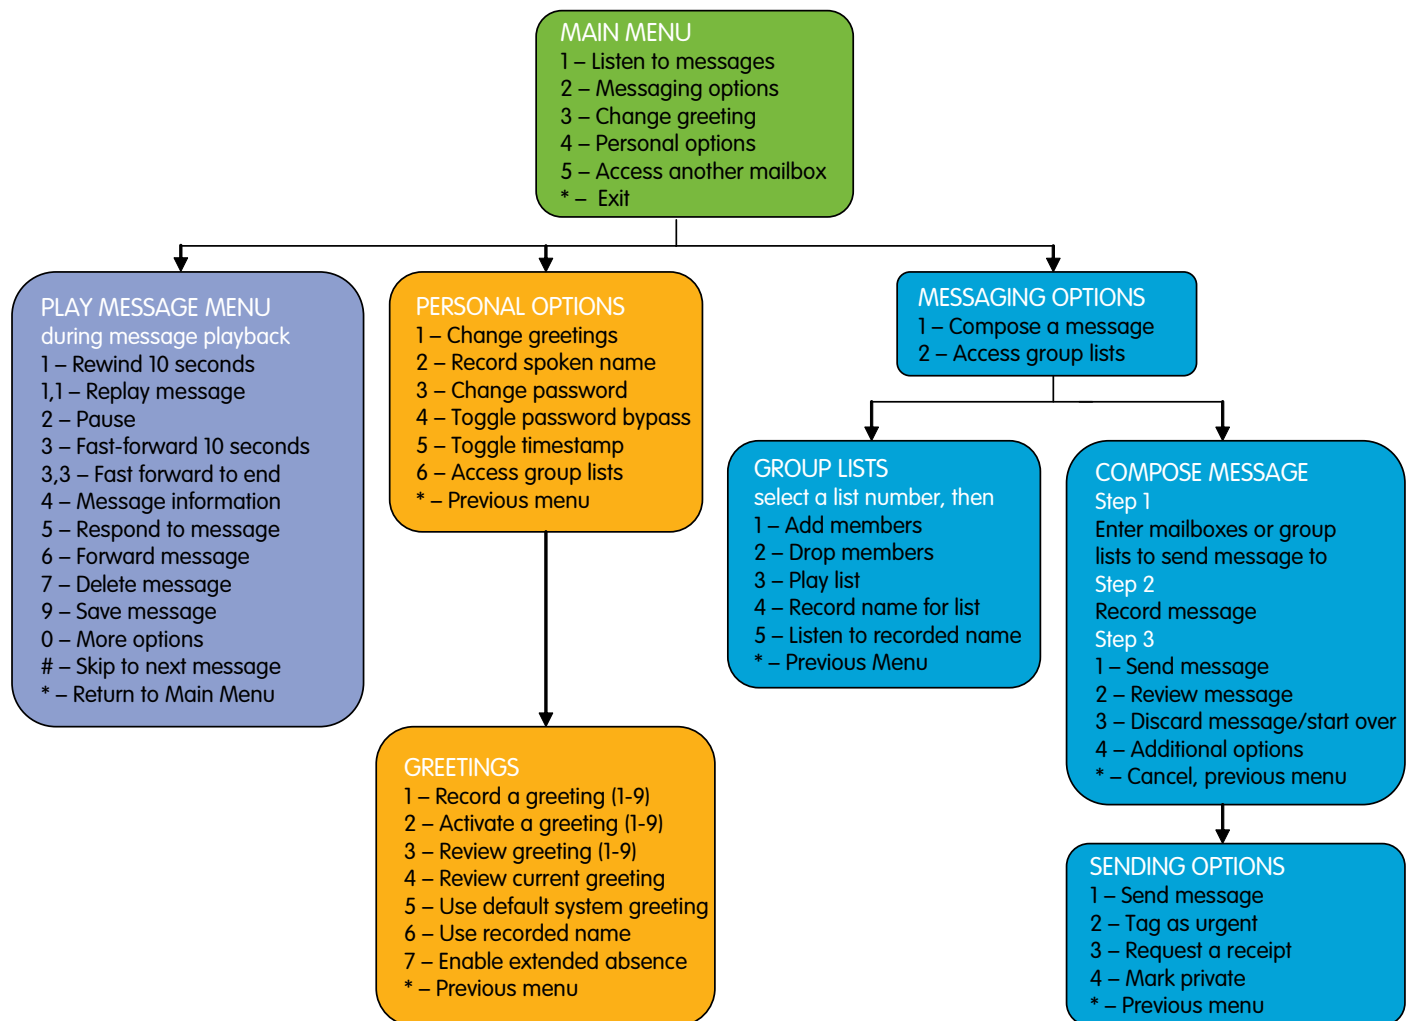 MAIN MENU
1 – Listen to messages
2 – Messaging options
3 – Change greeting
4 – Personal options
5 – Access another mailbox
* – Exit
PLAY MESSAGE MENU
during message playback
1 – Rewind 10 seconds
1,1 – Replay message
2 – Pause
3 – Fast-forward 10 seconds
3,3 – Fast forward to end
4 – Message information
5 – Respond to message
6 – Forward message
7 – Delete message
9 – Save message
0 – More options
# – Skip to next message
* – Return to Main Menu
PERSONAL OPTIONS
1 – Change greetings
2 – Record spoken name
3 – Change password
4 – Toggle password bypass
5 – Toggle timestamp
6 – Access group lists
* – Previous menu
GREETINGS
1 – Record a greeting (1-9)
2 – Activate a greeting (1-9)
3 – Review greeting (1-9)
4 – Review current greeting
5 – Use default system greeting
6 – Use recorded name
7 – Enable extended absence
* – Previous menu
MESSAGING OPTIONS
1 – Compose a message
2 – Access group lists
GROUP LISTS
select a list number, then
1 – Add members
2 – Drop members
3 – Play list
4 – Record name for list
5 – Listen to recorded name
* – Previous Menu
COMPOSE MESSAGE
Step 1
Enter mailboxes or group
lists to send message to
Step 2
Record message
Step 3
1 – Send message
2 – Review message
3 – Discard message/start over
4 – Additional options
* – Cancel, previous menu
SENDING OPTIONS
1 – Send message
2 – Tag as urgent
3 – Request a receipt
4 – Mark private
* – Previous menu